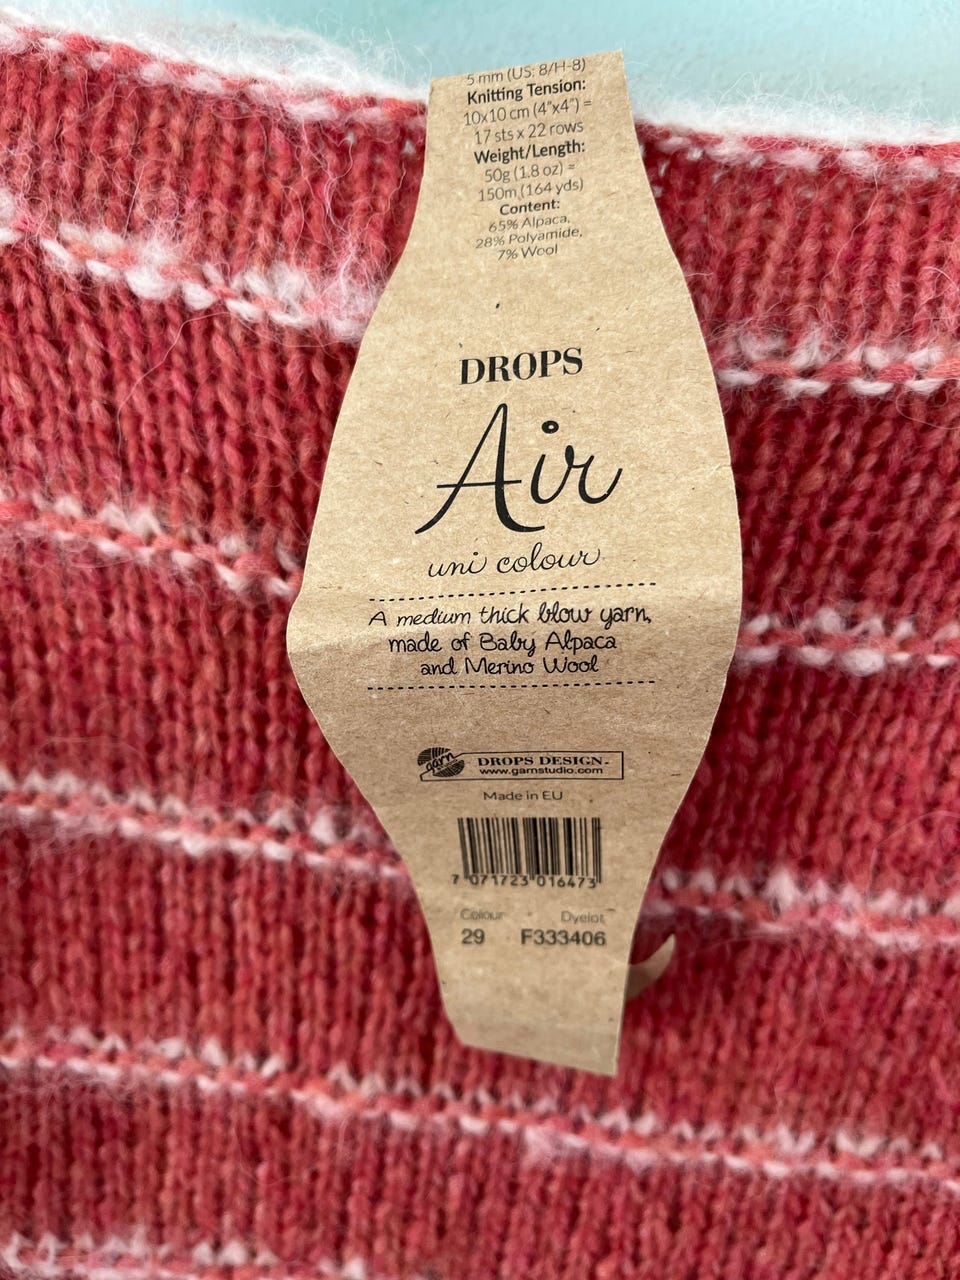 5 mm (US: 8/H-8)
Knitting Tension:
10x10 cm (4"x4") =
17 sts x 22 rows
Weight/Length:
50g (1.8 oz) =
150m (164 yds)
Content:
65% Alpaca,
28% Polyamide,
7% Wool
DROPS
Air
uni colour
A medium thick blow yarn,
made of Baby Alpaca
and Merino Wool
garn
DROPS DESIGN
www.garnstudio.com
Made in EU
7 071723 016473
Colour Dyelot
29 F333406